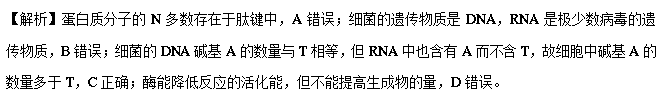 【解析】蛋白质分子的 N 多数存在于肽键中，A 错误；细菌的遗传物质是 DNA，RNA 是极少数病毒的遗
传物质，B 错误；细菌的 DNA 碱基 A 的数量与 T 相等，但 RNA 中也含有 A 而不含 T，故细胞中碱基 A 的
数量多于 T，C 正确；酶能降低反应的活化能，但不能提高生成物的量，D 错误。